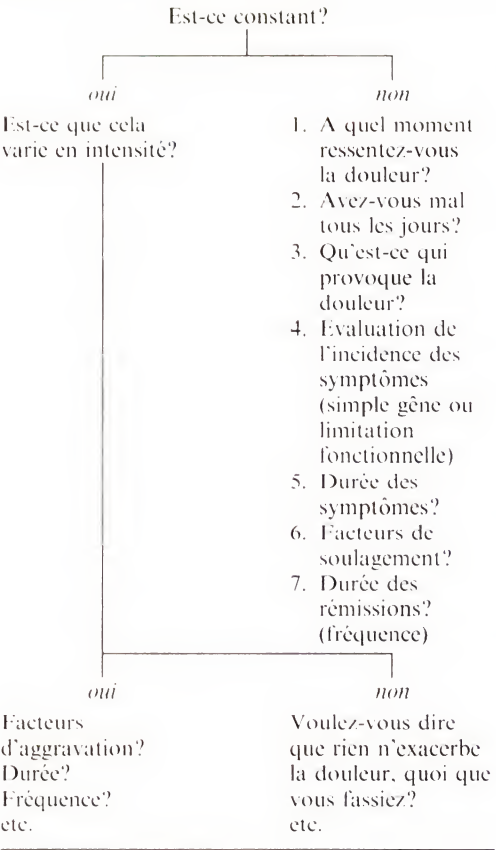 Est-ce constant?
oui
non
Est-ce que cela
varie en intensité?
1. A quel moment
ressentez-vous
la douleur?
2. Avez-vous mal
tous les jours?
3. Qu'est-ce qui
provoque la
douleur?
4. Evaluation de
l'incidence des
symptômes
(simple gêne ou
limitation
fonctionnelle)
5. Durée des
symptômes?
6. Facteurs de
soulagement?
7. Durée des
rémissions?
(fréquence)
oui
non
Facteurs
d'aggravation?
Durée?
Fréquence?
etc.
Voulez-vous dire
que rien n'exacerbe
la douleur, quoi que
vous fassiez?
etc.